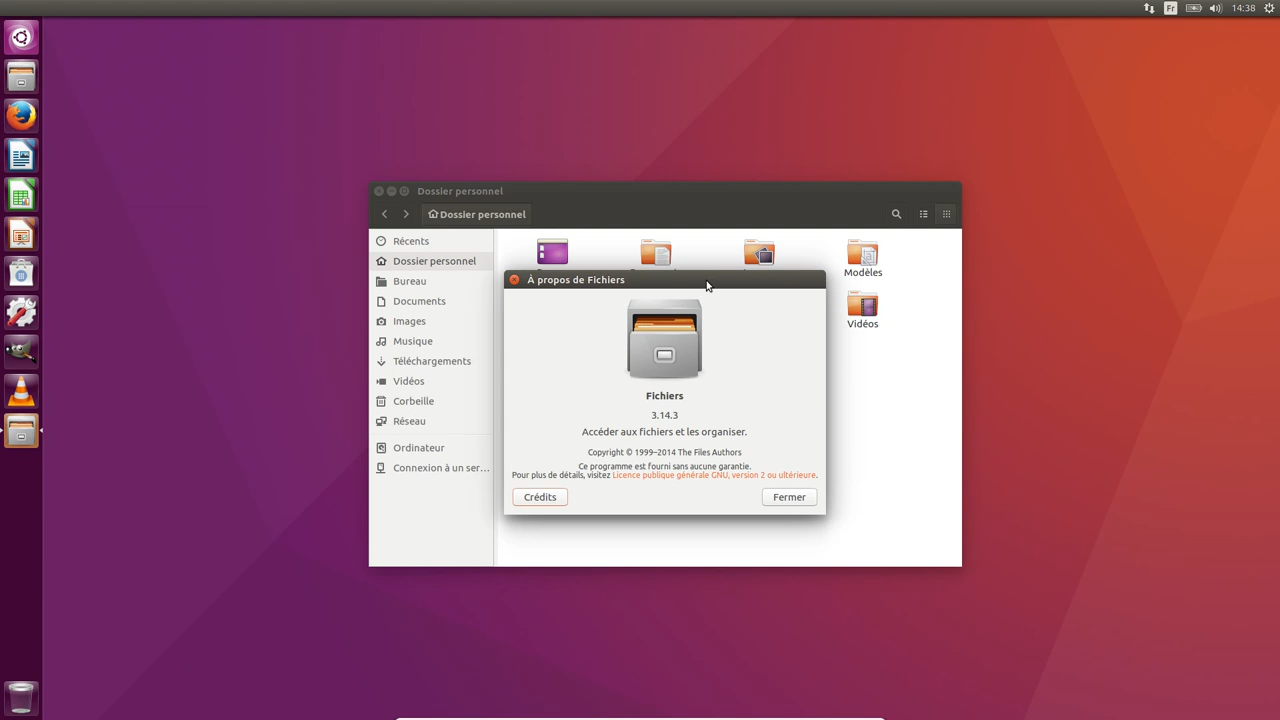 Fr
14:38
Dossier personnel
Dossier personnel
Récents
Dossier personnel
Bureau
Documents
Images
Musique
Téléchargements
Vidéos
Corbeille
Réseau
Ordinateur
Connexion à un ser…
Modèles
Vidéos
À propos de Fichiers
Fichiers
3.14.3
Accéder aux fichiers et les organiser.
Copyright © 1999–2014 The Files Authors
Ce programme est fourni sans aucune garantie.
Pour plus de détails, visitez Licence publique générale GNU, version 2 ou ultérieure.
Crédits
Fermer